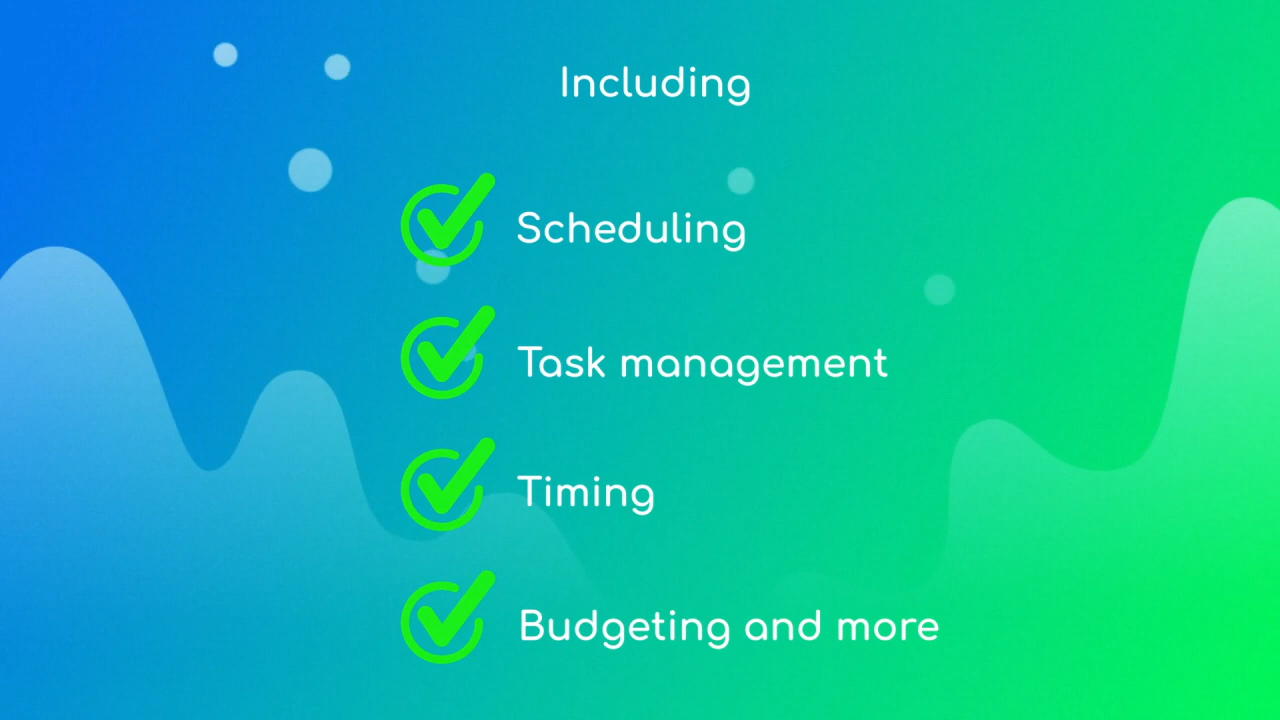 Including
Scheduling
Task management
Timing
Budgeting and more